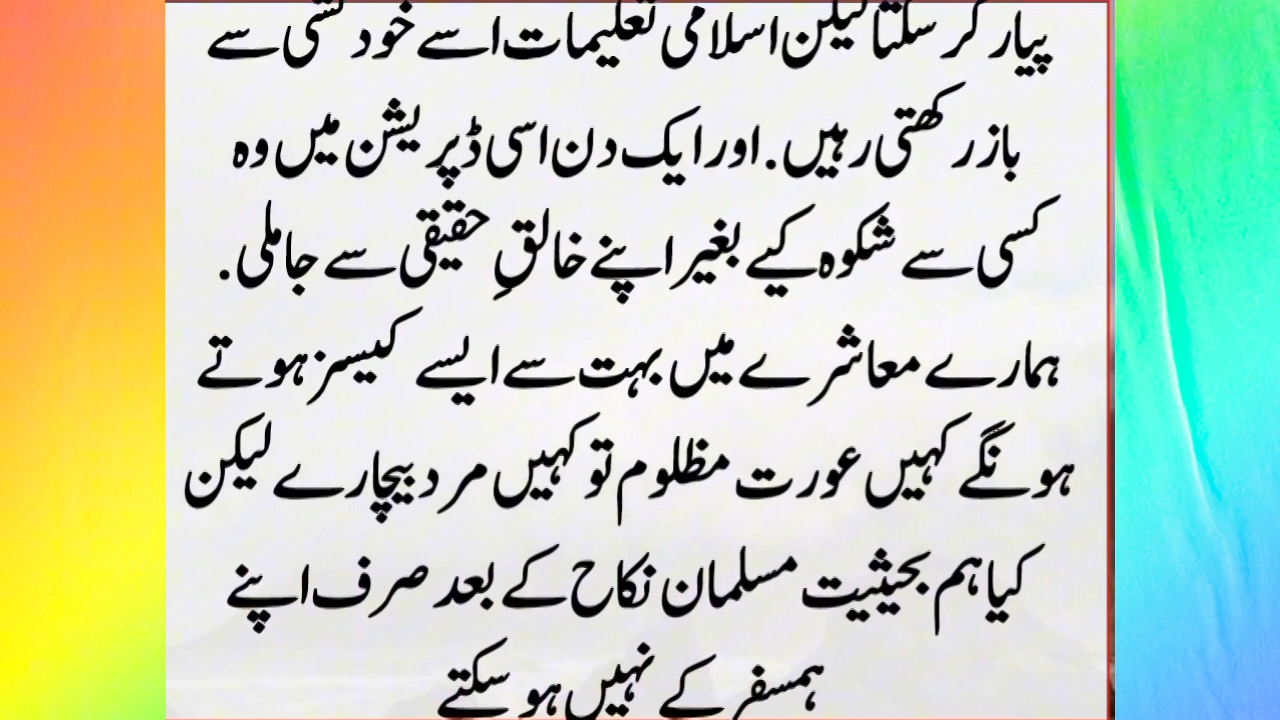 پیار کر سکتا لیکن اسلامی تعلیمات اسے خودکشی سے
باز رکھتی رہیں. اور ایک دن اسی ڈپریشن میں وہ
کسی سے شکوہ کیے بغیر اپنے خالقِ حقیقی سے جا ملی.
ہمارے معاشرے میں بہت سے ایسے کیسز ہوتے
ہونگے کہیں عورت مظلوم تو کہیں مرد بیچارے لیکن
کیا ہم بحیثیت مسلمان نکاح کے بعد صرف اپنے
ہمسفر کے نہیں ہو سکتے